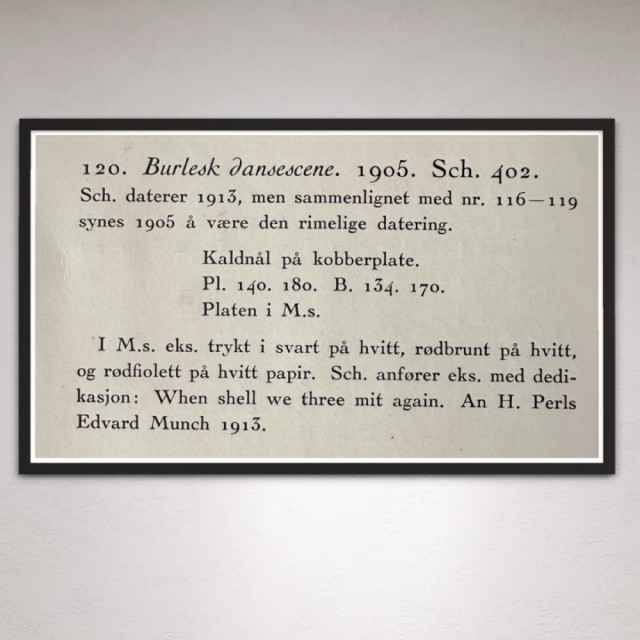 120. Burlesk dansescene. 1905. Sch. 402.
Sch. daterer 1913, men sammenlignet med nr. 116—119
synes 1905 å være den rimelige datering.
Kaldnål på kobberplate.
Pl. 140. 180. B. 134. 170.
Platen i M.s.
I M.s. eks. trykt i svart på hvitt, rødbrunt på hvitt,
og rødfiolett på hvitt papir. Sch. anfører eks. med dedi-
kasjon: When shell we three mit again. An H. Perls
Edvard Munch 1913.